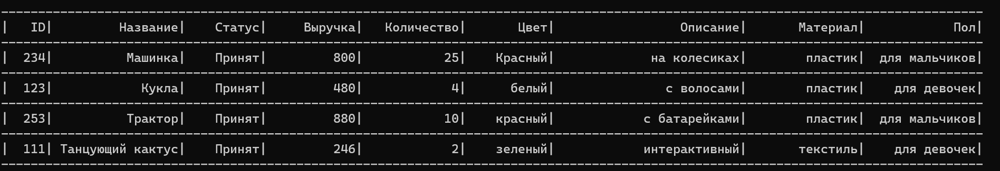 | ID| Название| Статус| Выручка| Количество| Цвет| Описание| Материал| Пол|
| 234| Машинка| Принят| 800| 25| Красный| на колесиках| пластик| для мальчиков|
| 123| Кукла| Принят| 480| 4| белый| с волосами| пластик| для девочек|
| 253| Трактор| Принят| 880| 10| красный| с батарейками| пластик| для мальчиков|
| 111| Танцующий кактус| Принят| 246| 2| зеленый| интерактивный| текстиль| для девочек|